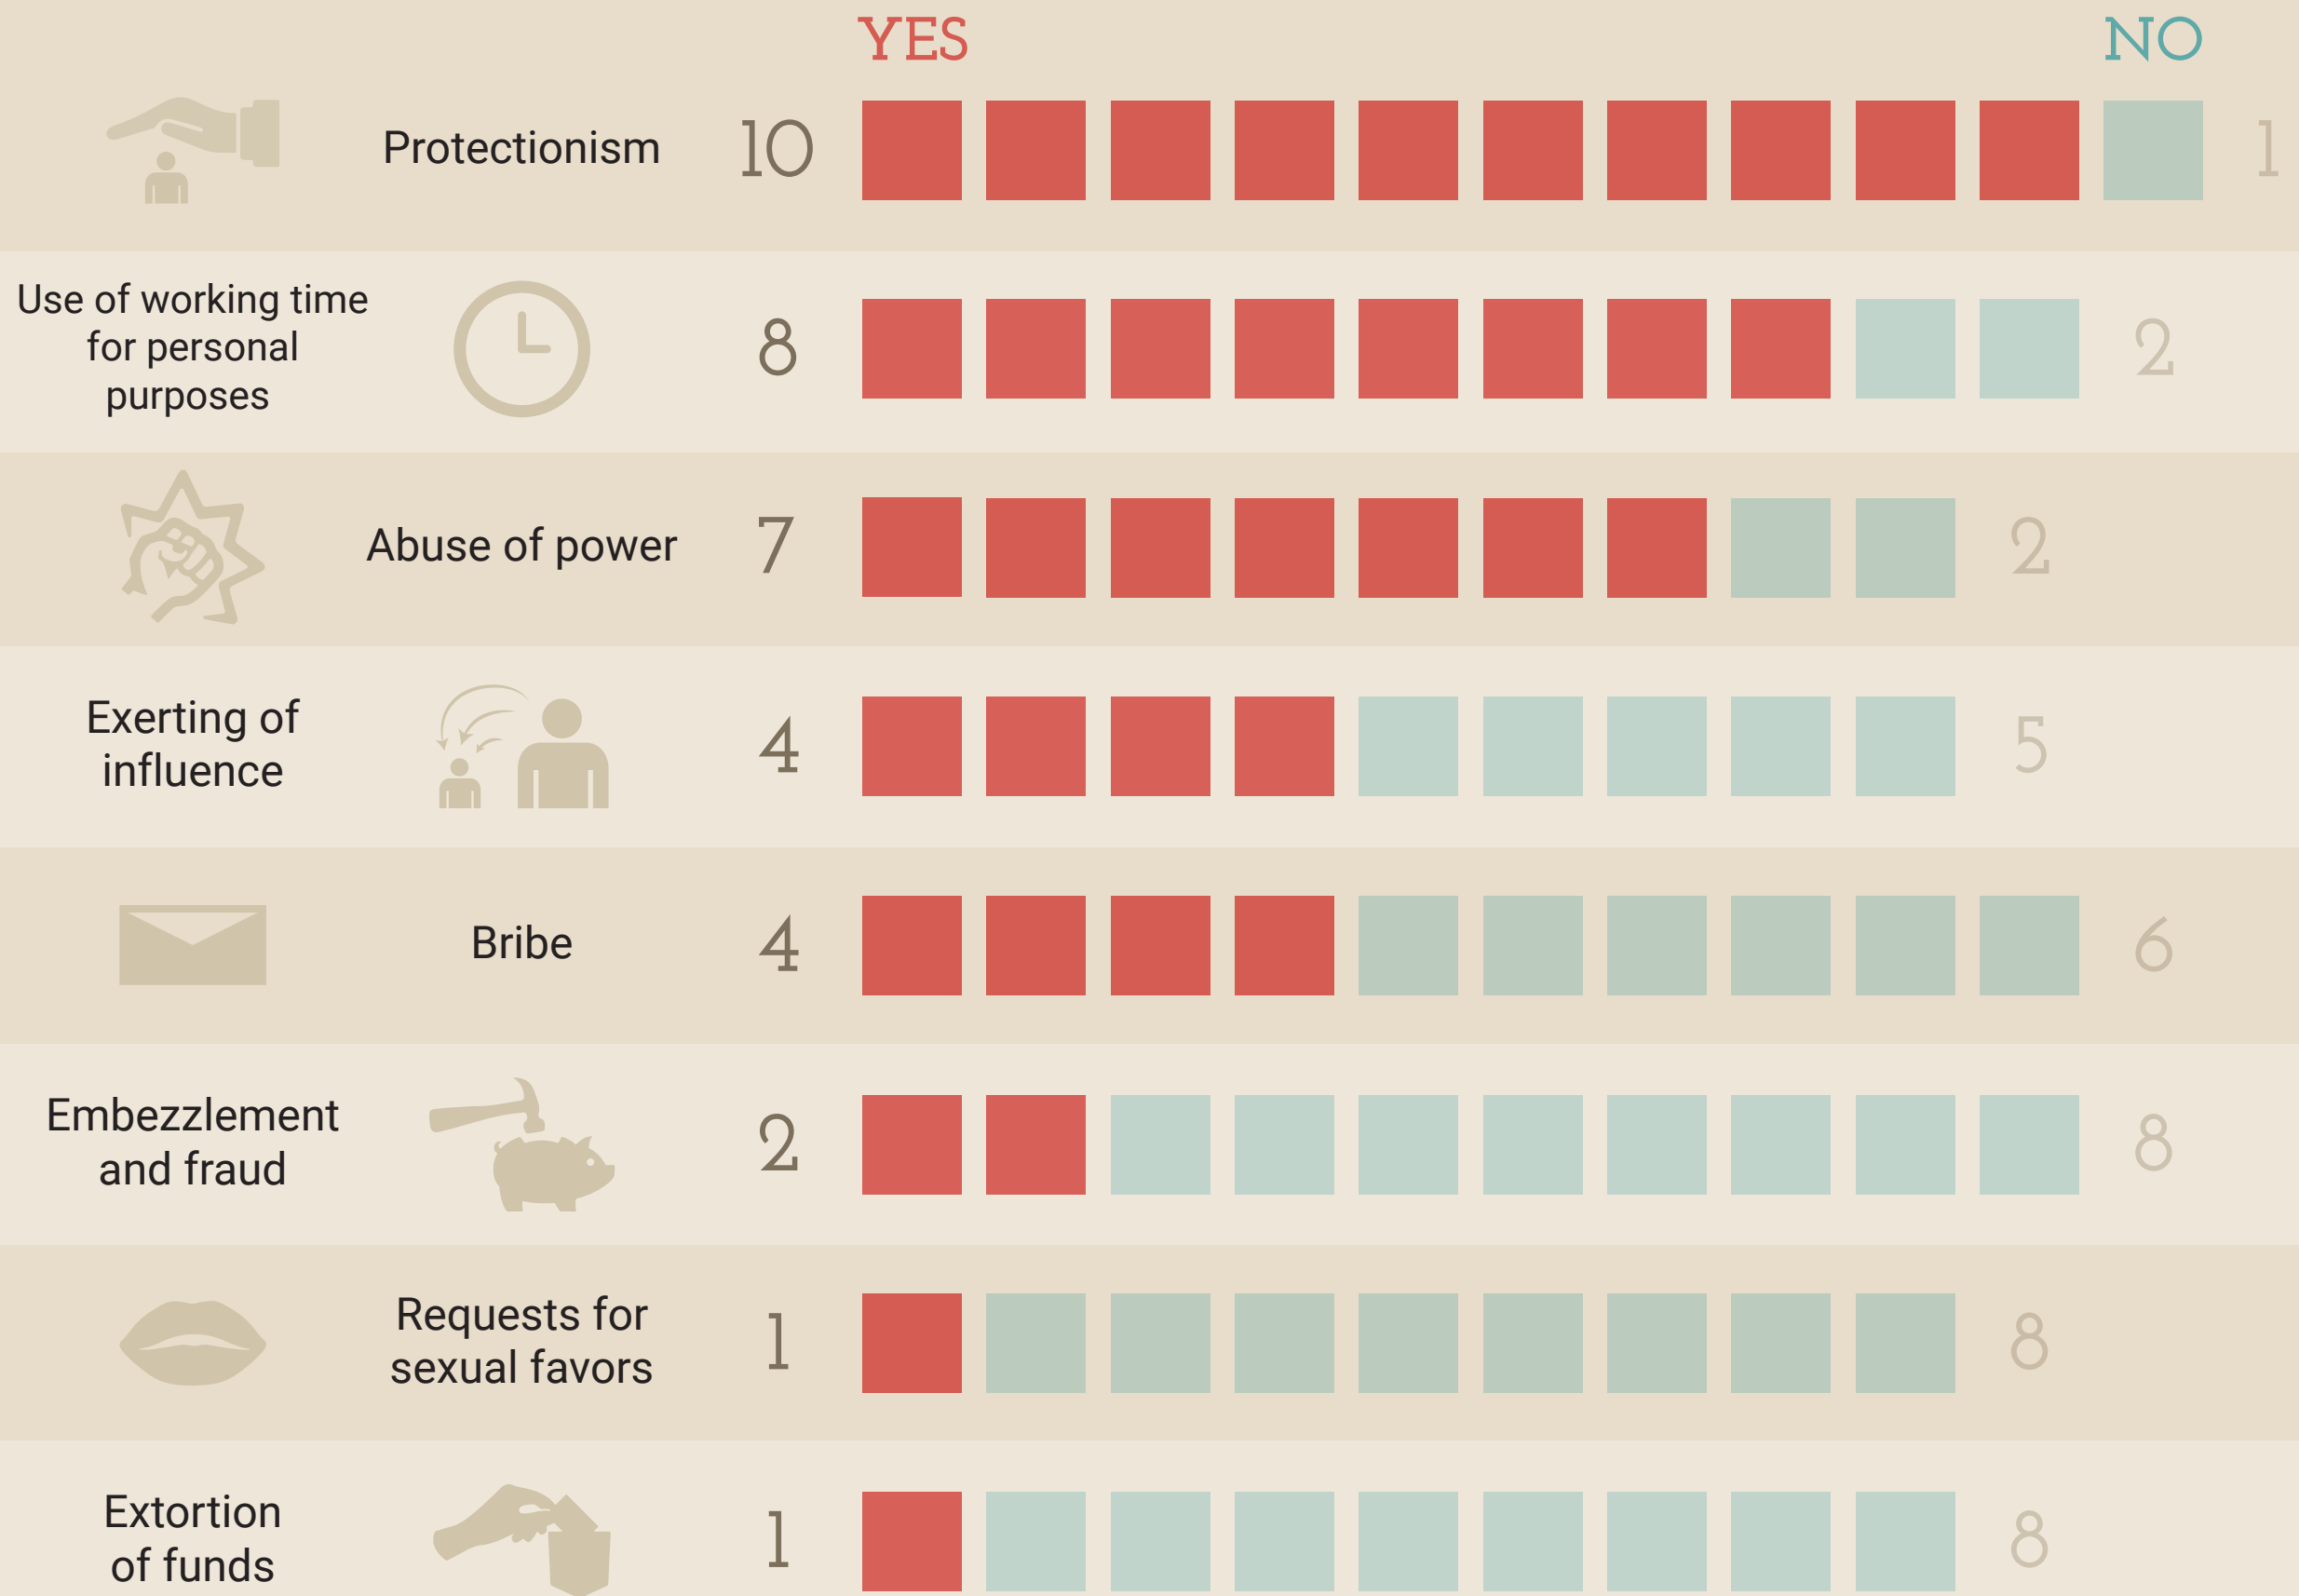 YES NO
Protectionism 10 1
Use of working time
for personal
purposes
8 2
Abuse of power 7 2
Exerting of
influence
4 5
Bribe 4 6
Embezzlement
and fraud
2 8
Requests for
sexual favors
1 8
Extortion
of funds
1 8